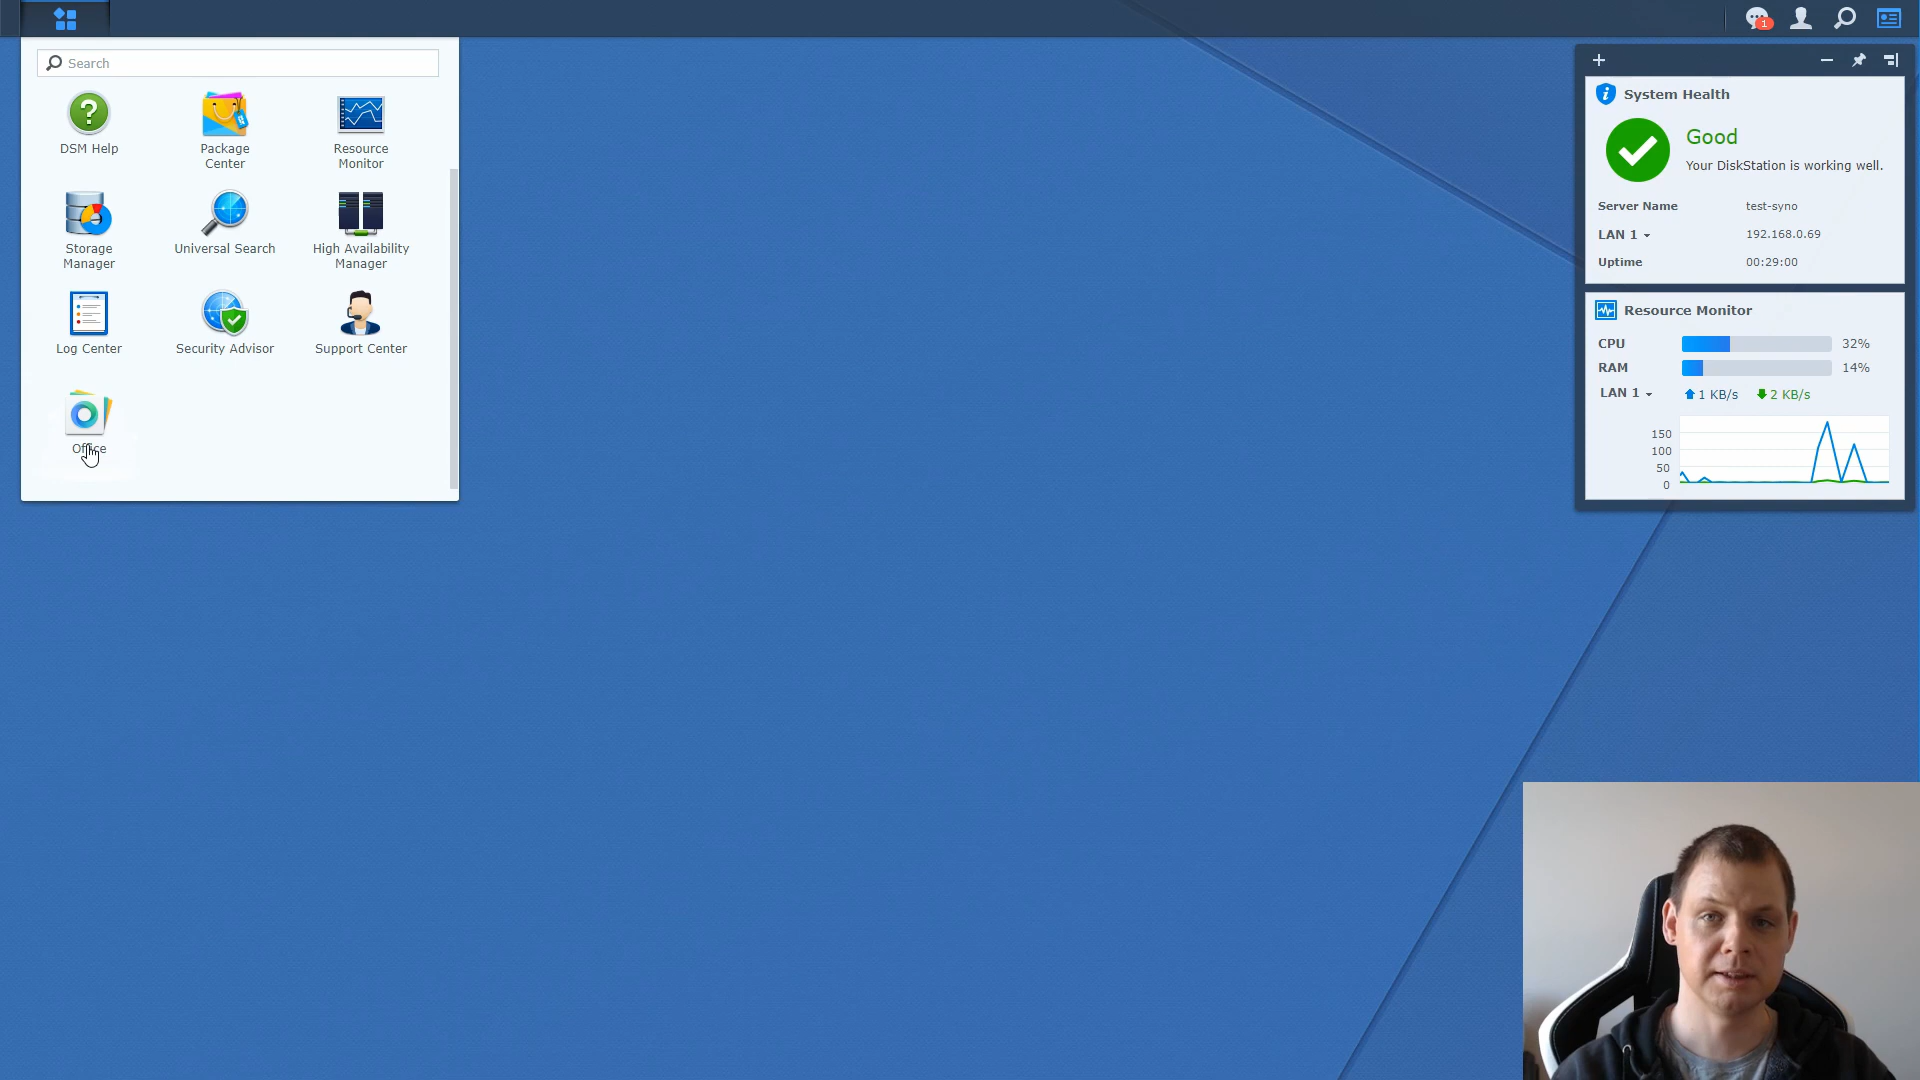 1
Search
DSM Help
Package
Center
Resource
Monitor
Storage
Manager
Universal Search
High Availability
Manager
Log Center
Security Advisor
Support Center
Office
System Health
Good
Your DiskStation is working well.
Server Name test-syno
LAN 1 192.168.0.69
Uptime 00:29:00
Resource Monitor
CPU 32%
RAM 14%
LAN 1 1 KB/s 2 KB/s
150
100
50
0